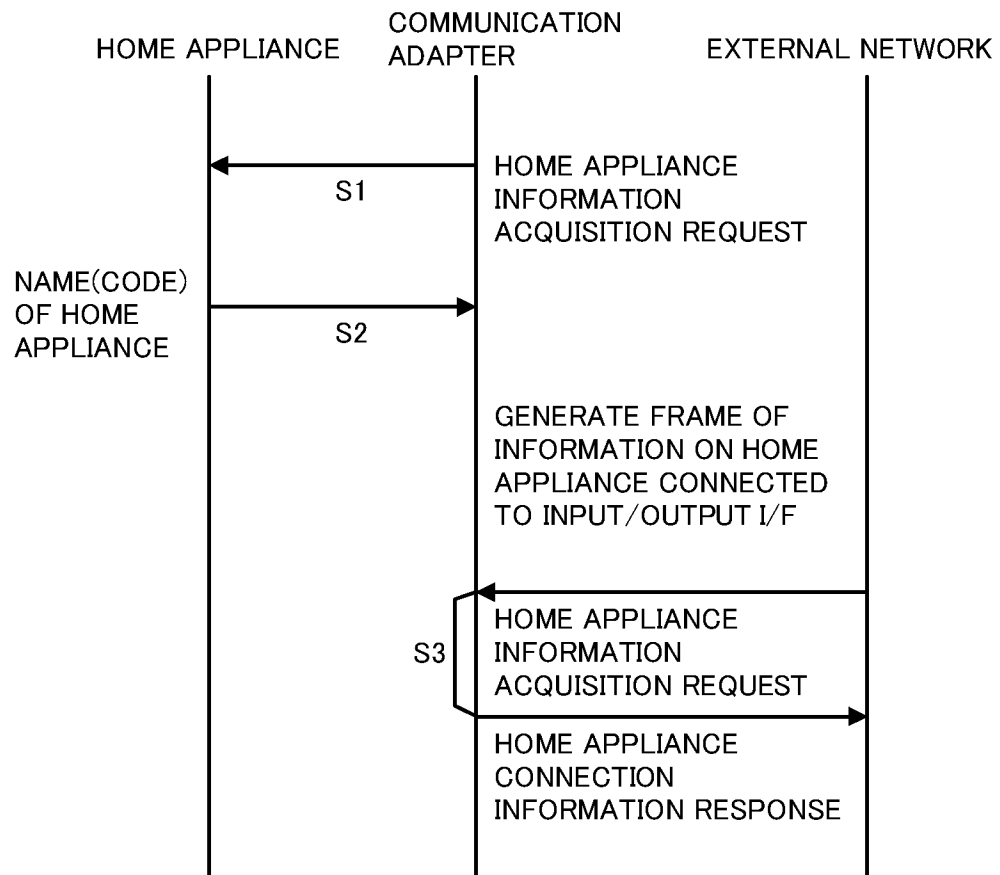 COMMUNICATION
HOME APPLIANCE
ADAPTER
EXTERNAL NETWORK
HOME APPLIANCE
INFORMATION
ACQUISITION REQUEST
S1
NAME(CODE)
OF HOME
APPLIANCE
S2
GENERATE FRAME OF
INFORMATION ON HOME
APPLIANCE CONNECTED
TO INPUT/OUTPUT I/F
HOME APPLIANCE
INFORMATION
ACQUISITION REQUEST
S3
HOME APPLIANCE
CONNECTION
INFORMATION RESPONSE